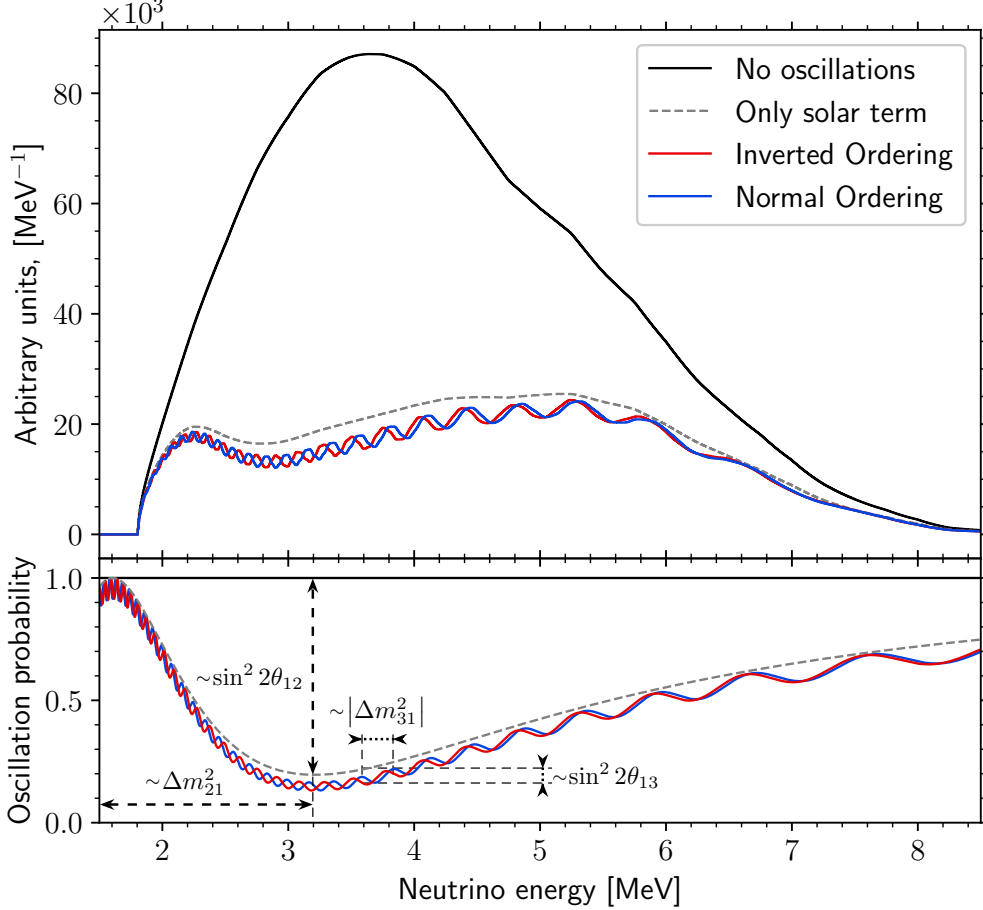 ×10³
80
60
40
20
0
Arbitrary units, [MeV⁻¹]
No oscillations
Only solar term
Inverted Ordering
Normal Ordering
1.0
0.5
0.0
Oscillation probability
~sin² 2θ₁₂
~|Δm²₃₁|
~Δm²₂₁
~sin² 2θ₁₃
2 3 4 5 6 7 8
Neutrino energy [MeV]